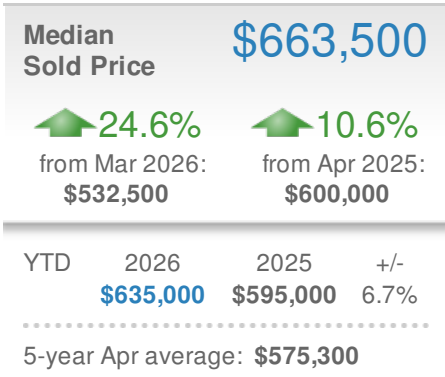 Median
Sold Price
$663,500
24.6%
from Mar 2026:
$532,500
10.6%
from Apr 2025:
$600,000
YTD 2026 2025 +/-
$635,000 $595,000 6.7%
5-year Apr average: $575,300